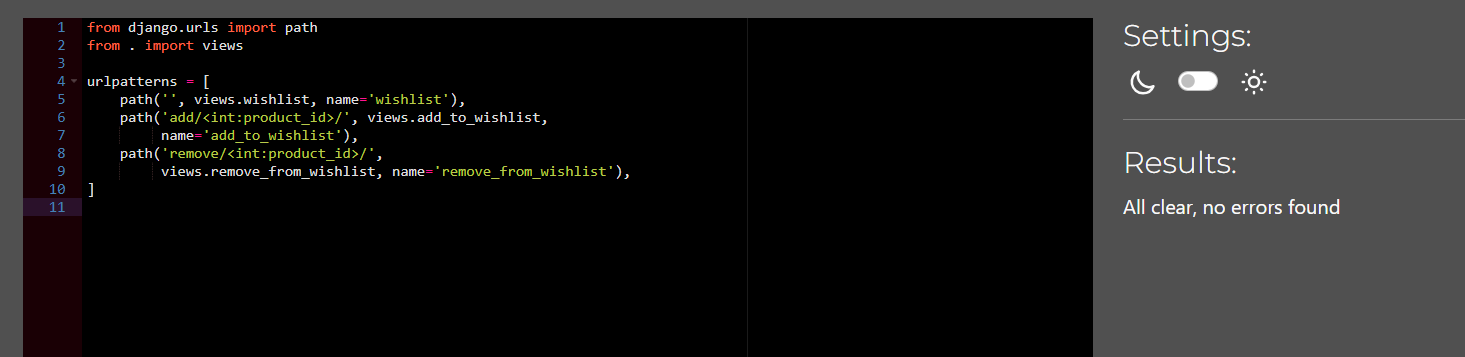 1 from django.urls import path
2 from . import views
3
4 urlpatterns = [
5 path('', views.wishlist, name='wishlist'),
6 path('add/<int:product_id>/', views.add_to_wishlist,
7 name='add_to_wishlist'),
8 path('remove/<int:product_id>/',
9 views.remove_from_wishlist, name='remove_from_wishlist'),
10 ]
11
Settings:
Results:
All clear, no errors found